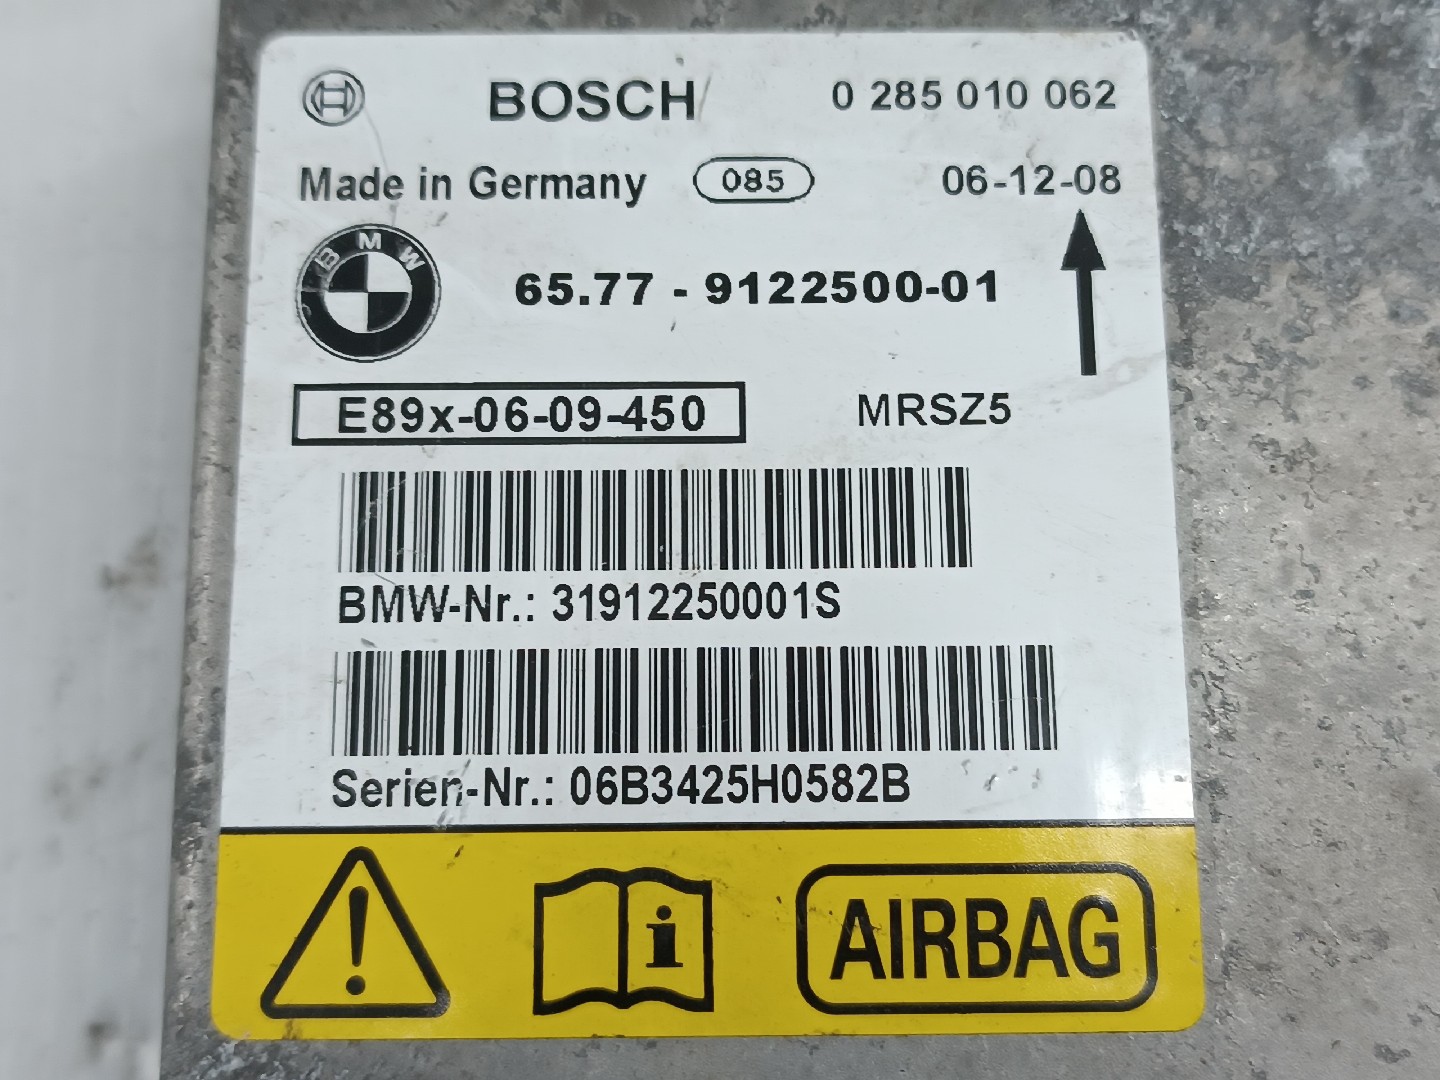 BOSCH 0 285 010 062
Made in Germany 085 06-12-08
BMW
65.77 - 9122500-01
E89x-06-09-450 MRSZ5
BMW-Nr.: 31912250001S
Serien-Nr.: 06B3425H0582B
i AIRBAG